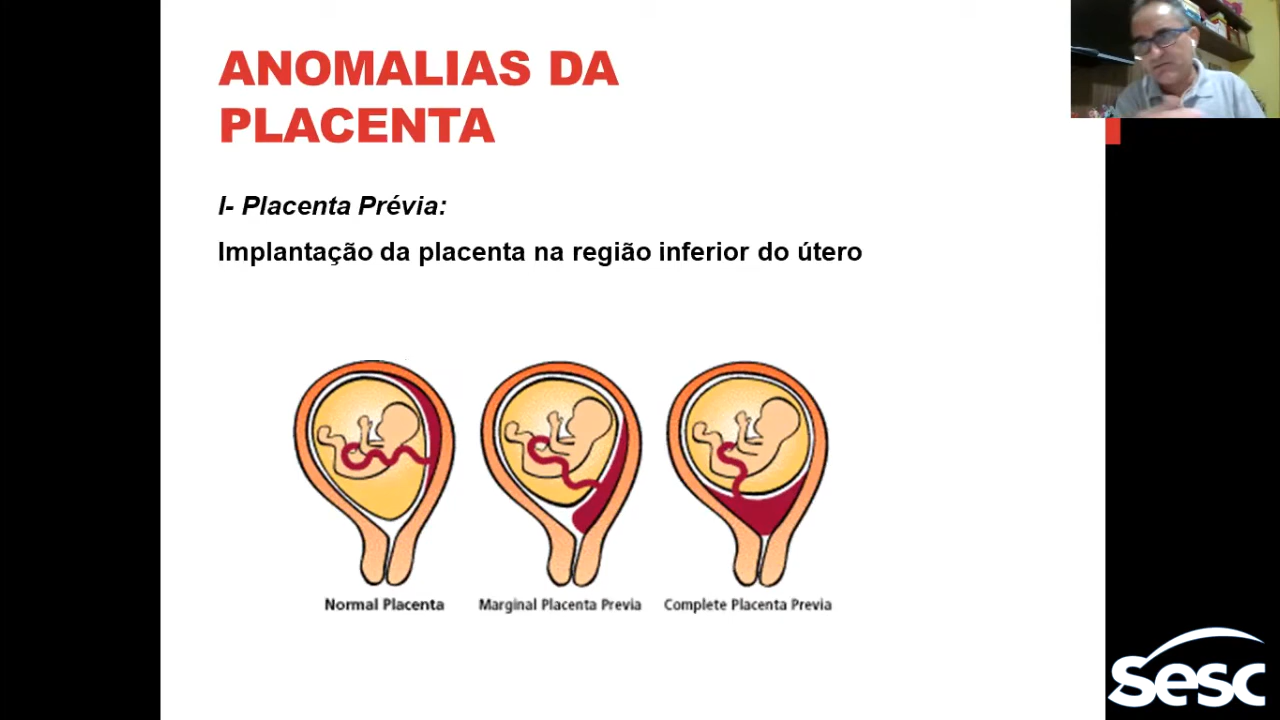 ANOMALIAS DA
PLACENTA
I- Placenta Prévia:
Implantação da placenta na região inferior do útero
Normal Placenta
Marginal Placenta Previa
Complete Placenta Previa
Sesc